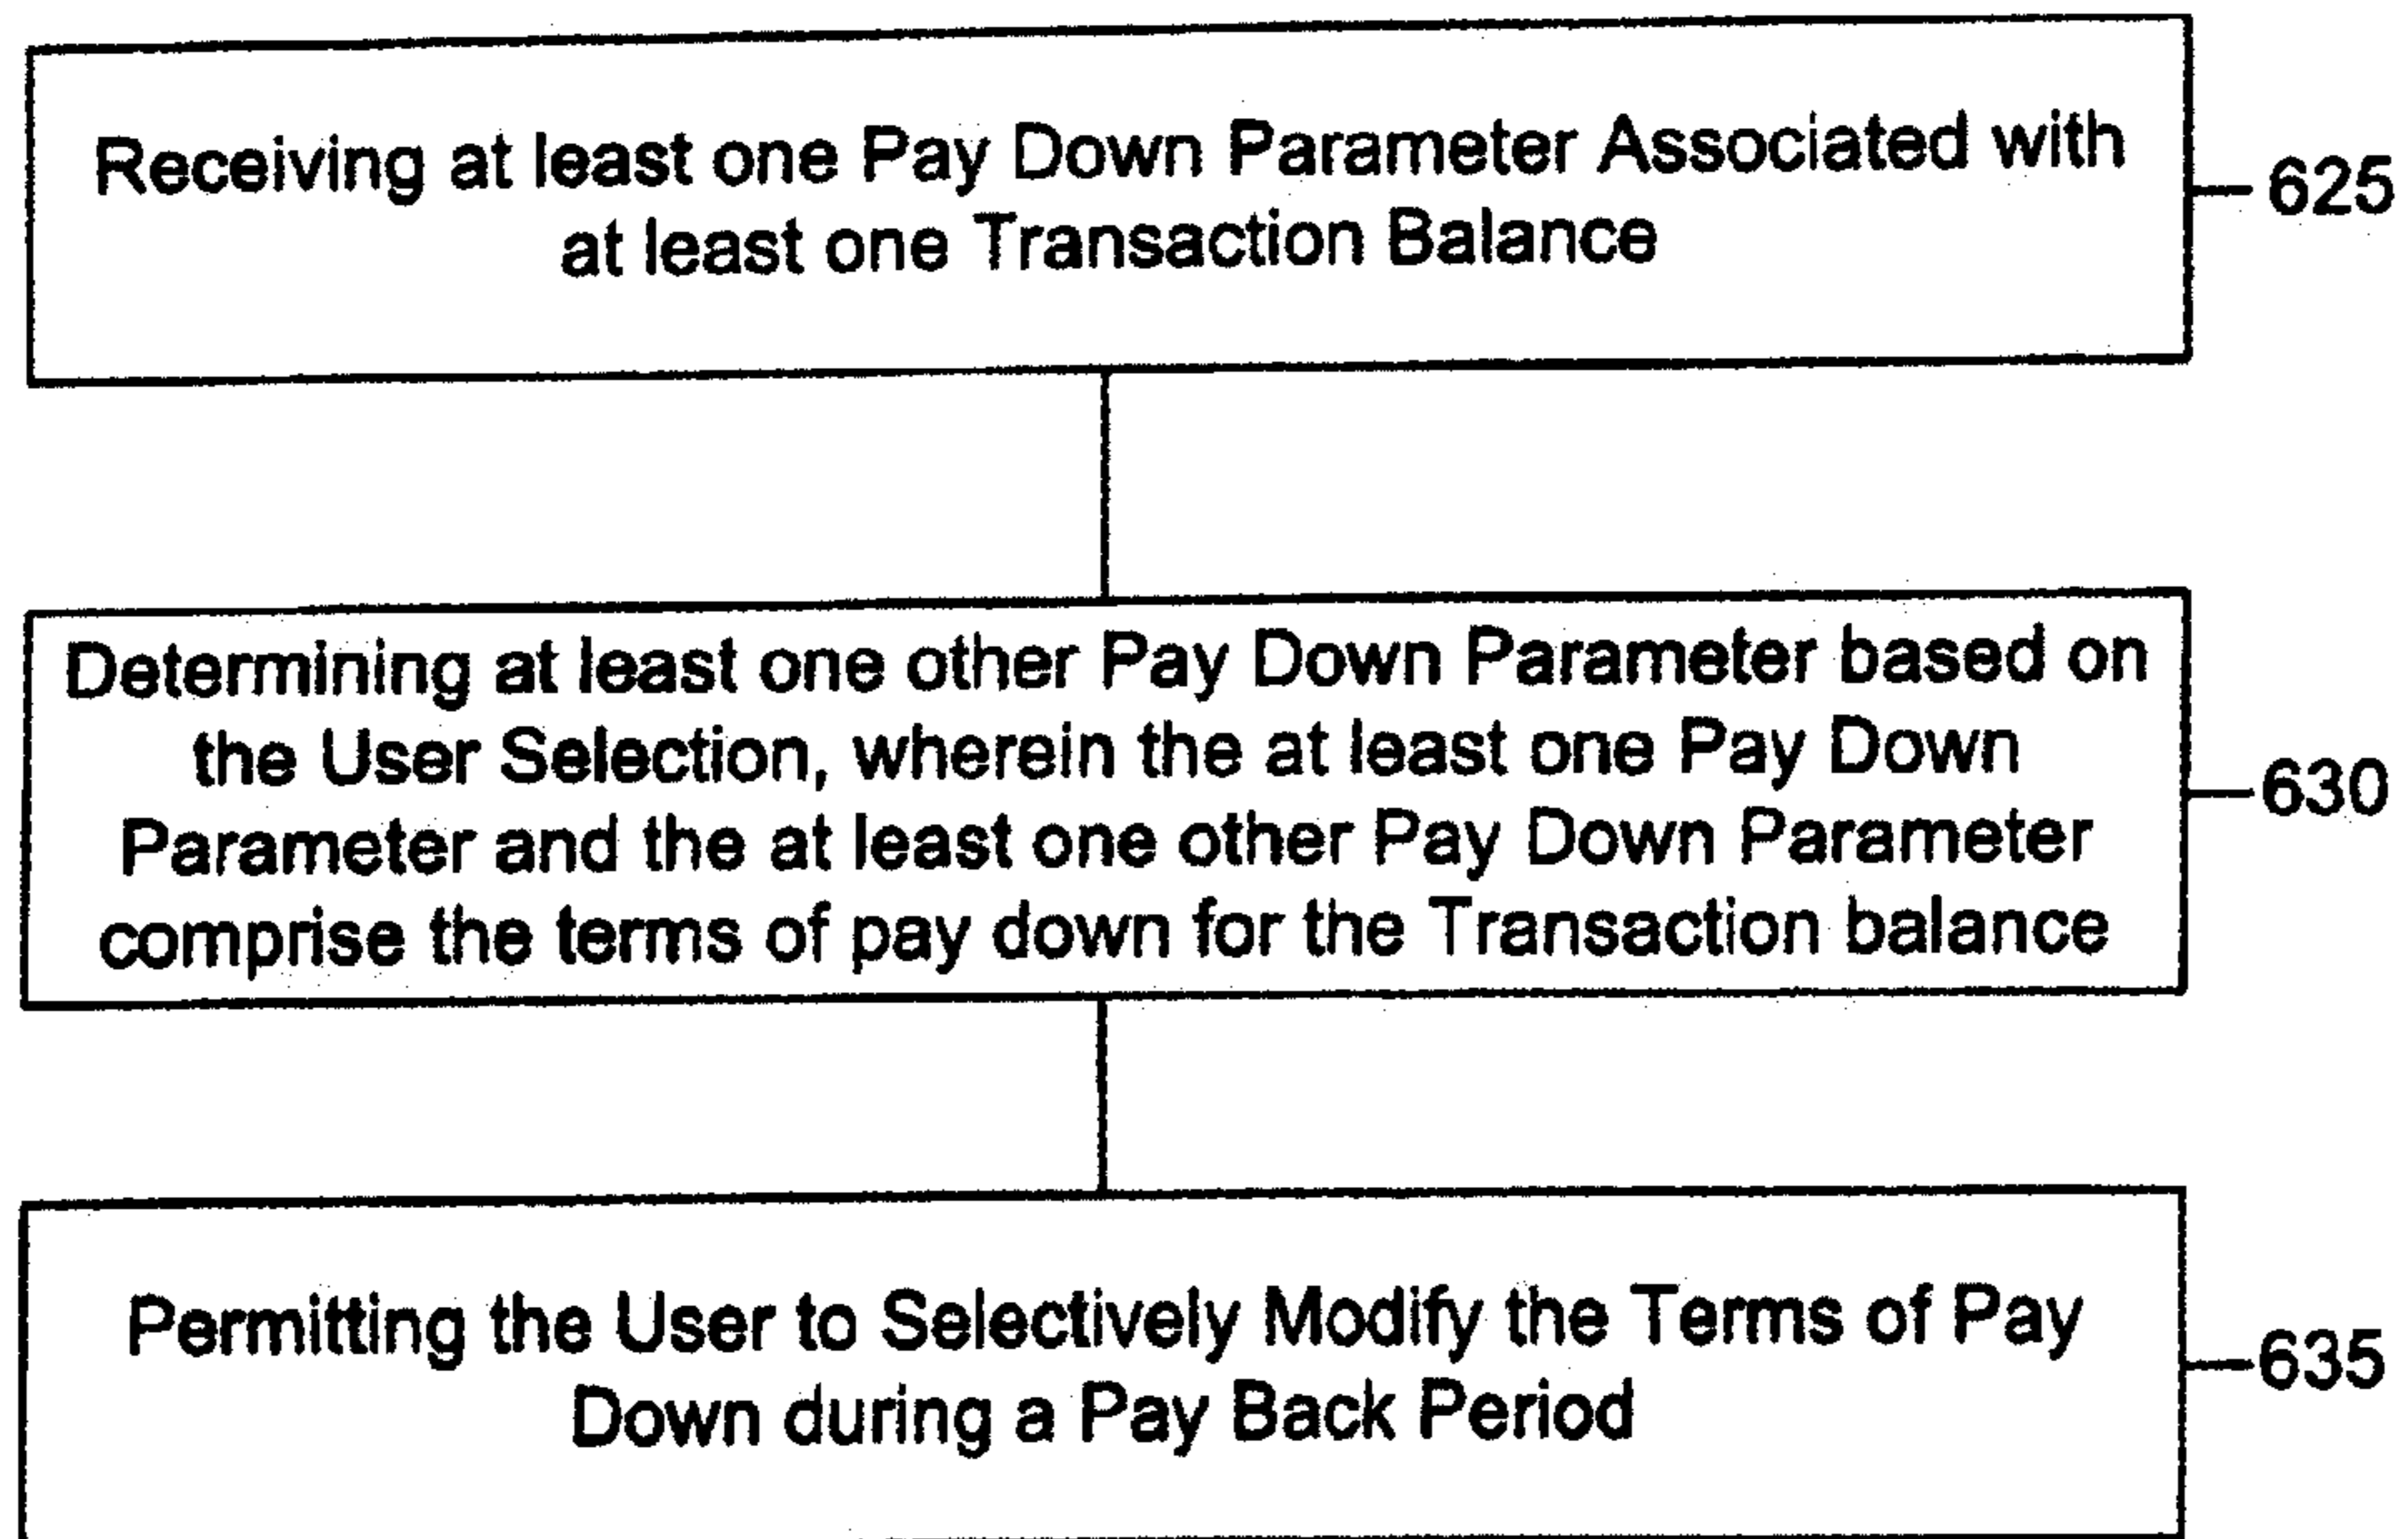 Receiving at least one Pay Down Parameter Associated with
at least one Transaction Balance
625
Determining at least one other Pay Down Parameter based on
the User Selection, wherein the at least one Pay Down
Parameter and the at least one other Pay Down Parameter
comprise the terms of pay down for the Transaction balance
630
Permitting the User to Selectively Modify the Terms of Pay
Down during a Pay Back Period
635